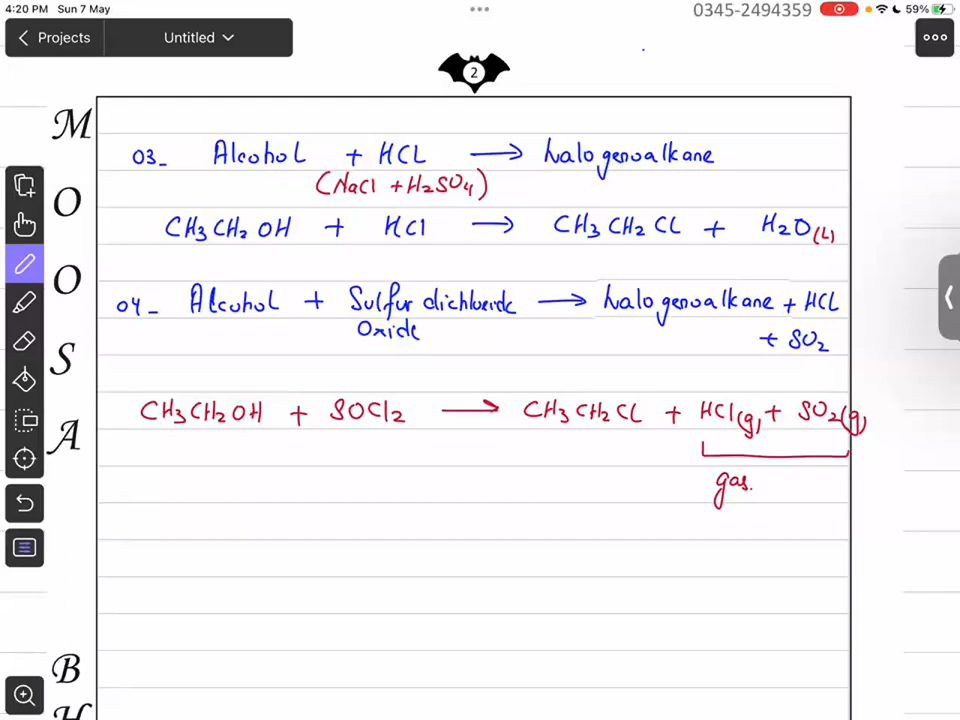 4:20 PM Sun 7 May
0345-2494359
59%
Projects
Untitled
2
M
O
O
S
A
B
H
03_ Alcohol + HCL → halogenoalkane
(NaCl + H2SO4)
CH3CH2OH + HCl → CH3CH2Cl + H2O(L)
04_ Alcohol + Sulfur dichloride → halogenoalkane + HCL
Oxide
+ SO2
CH3CH2OH + SOCl2 → CH3CH2CL + HCl(g) + SO2(g)
gas.